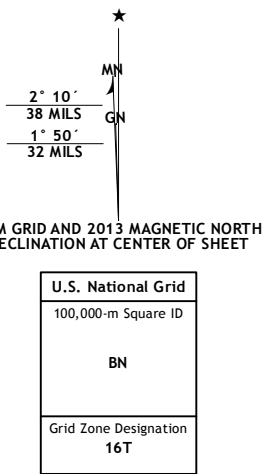 ★
MN
2° 10´
38 MILS
GN
1° 50´
32 MILS
M GRID AND 2013 MAGNETIC NORTH
ECLINATION AT CENTER OF SHEET
U.S. National Grid
100,000-m Square ID
BN
Grid Zone Designation
16T